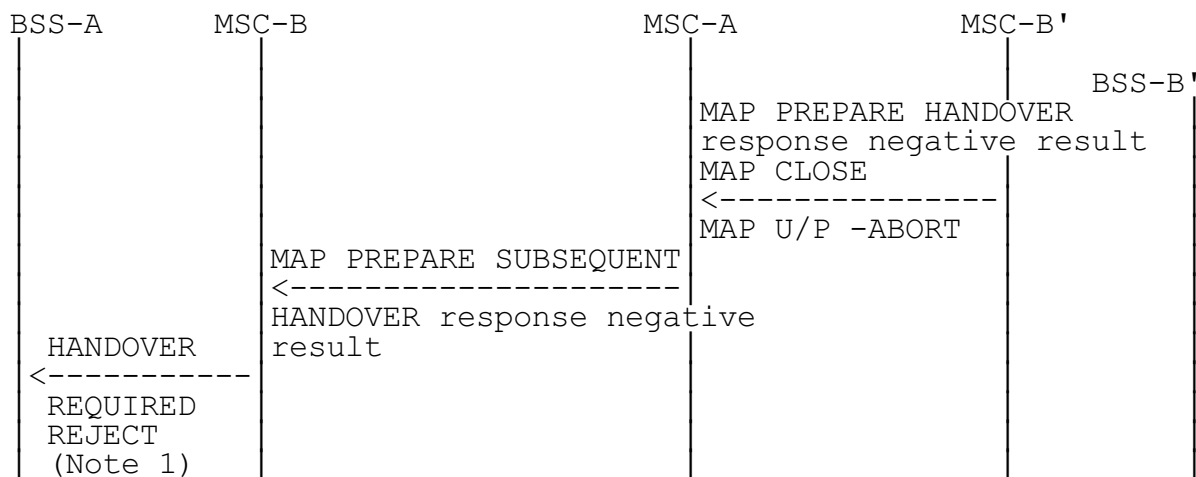 BSS-A MSC-B MSC-A MSC-B'
BSS-B'
MAP PREPARE HANDOVER
response negative result
MAP CLOSE
<---------------
MAP U/P -ABORT
MAP PREPARE SUBSEQUENT
<---------------------
HANDOVER response negative
HANDOVER result
<-----------
REQUIRED
REJECT
(Note 1)